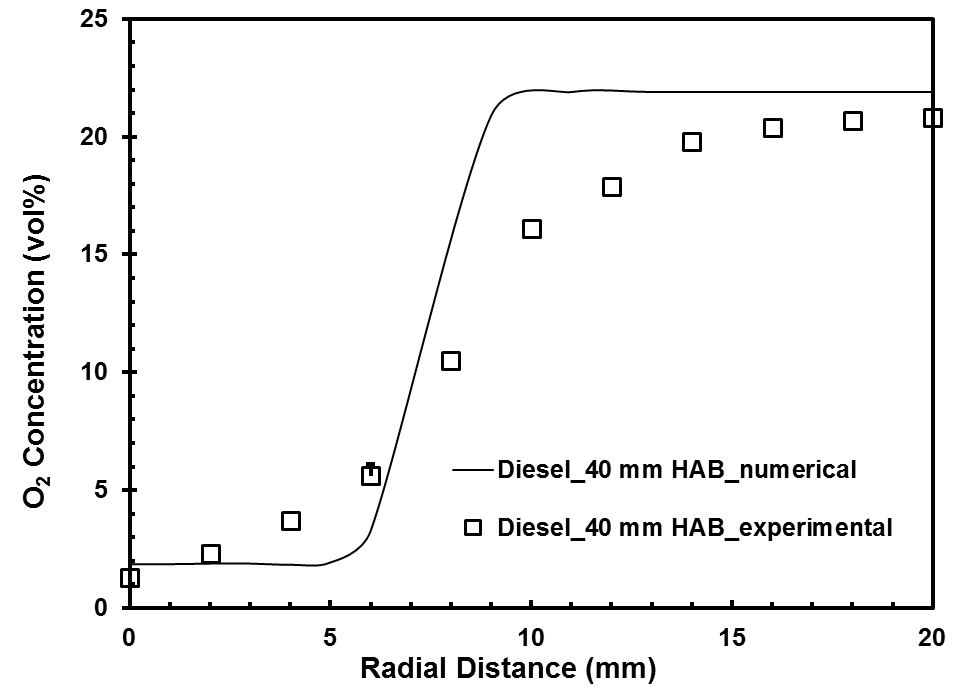 25
20
15
10
5
0
O₂ Concentration (vol%)
Diesel_40 mm HAB_numerical
Diesel_40 mm HAB_experimental
0 5 10 15 20
Radial Distance (mm)